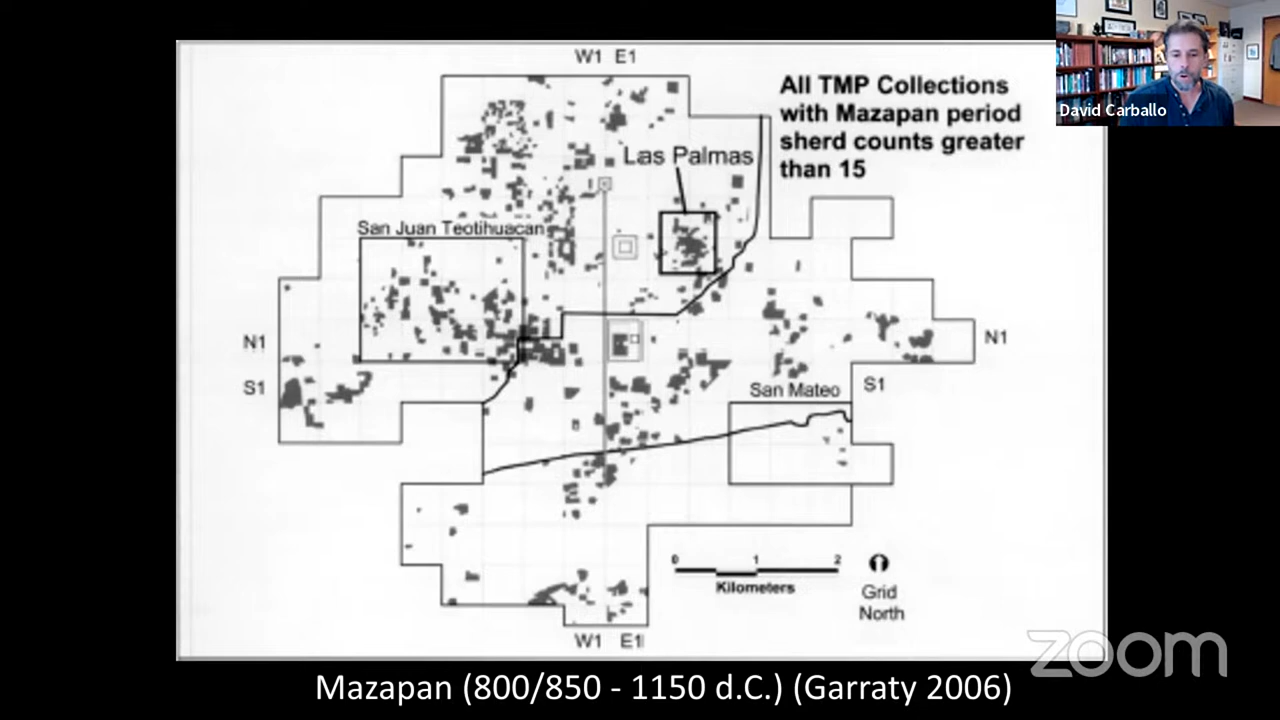 W1 E1
All TMP Collections
with Mazapan period
sherd counts greater
than 15
David Carballo
Las Palmas
San Juan Teotihuacan
N1
N1
S1
San Mateo
S1
0 1 2
Kilometers
Grid
North
W1 E1
zoom
Mazapan (800/850 - 1150 d.C.) (Garraty 2006)